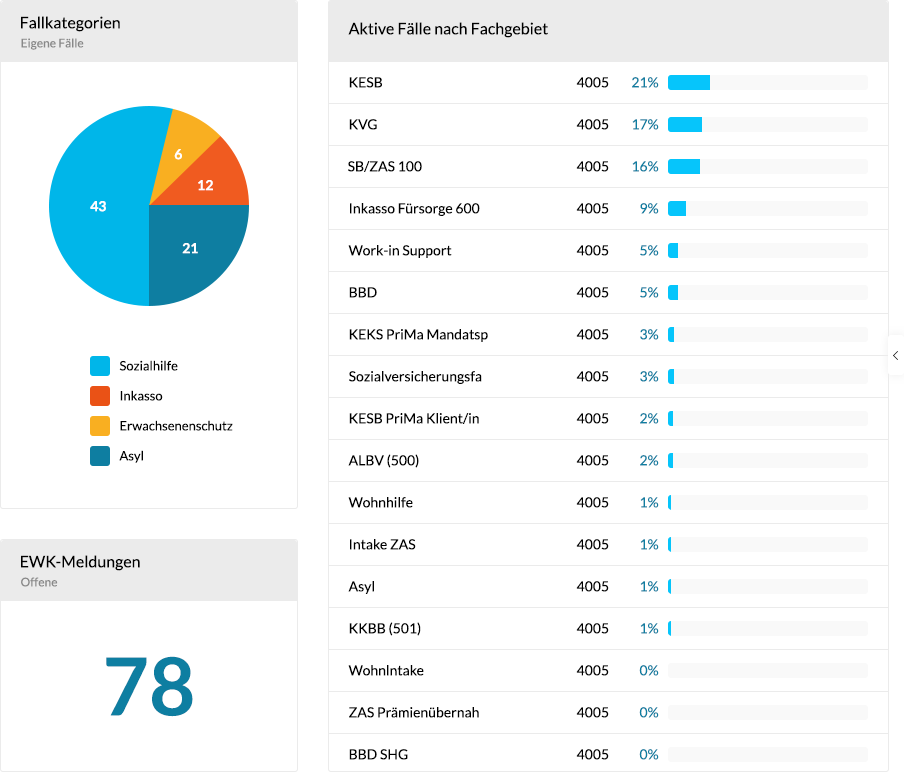 Fallkategorien
Eigene Fälle
43
6
12
21
Sozialhilfe
Inkasso
Erwachsenenschutz
Asyl
EWK-Meldungen
Offene
78
Aktive Fälle nach Fachgebiet
KESB 4005 21%
KVG 4005 17%
SB/ZAS 100 4005 16%
Inkasso Fürsorge 600 4005 9%
Work-in Support 4005 5%
BBD 4005 5%
KEKS PriMa Mandatsp 4005 3%
Sozialversicherungsfa 4005 3%
KESB PriMa Klient/in 4005 2%
ALBV (500) 4005 2%
Wohnhilfe 4005 1%
Intake ZAS 4005 1%
Asyl 4005 1%
KKBB (501) 4005 1%
WohnIntake 4005 0%
ZAS Prämienübernah 4005 0%
BBD SHG 4005 0%